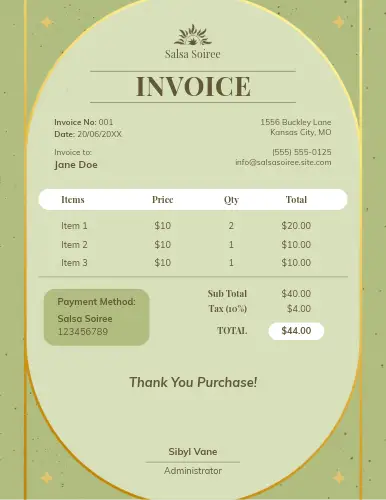 Salsa Soiree
INVOICE
Invoice No: 001
Date: 20/06/20XX
1556 Buckley Lane
Kansas City, MO
Invoice to:
Jane Doe
(555) 555-0125
info@salsasoiree.site.com
Items Price Qty Total
Item 1 $10 2 $20.00
Item 2 $10 1 $10.00
Item 3 $10 1 $10.00
Payment Method:
Salsa Soiree
123456789
Sub Total $40.00
Tax (10%) $4.00
TOTAL $44.00
Thank You Purchase!
Sibyl Vane
Administrator